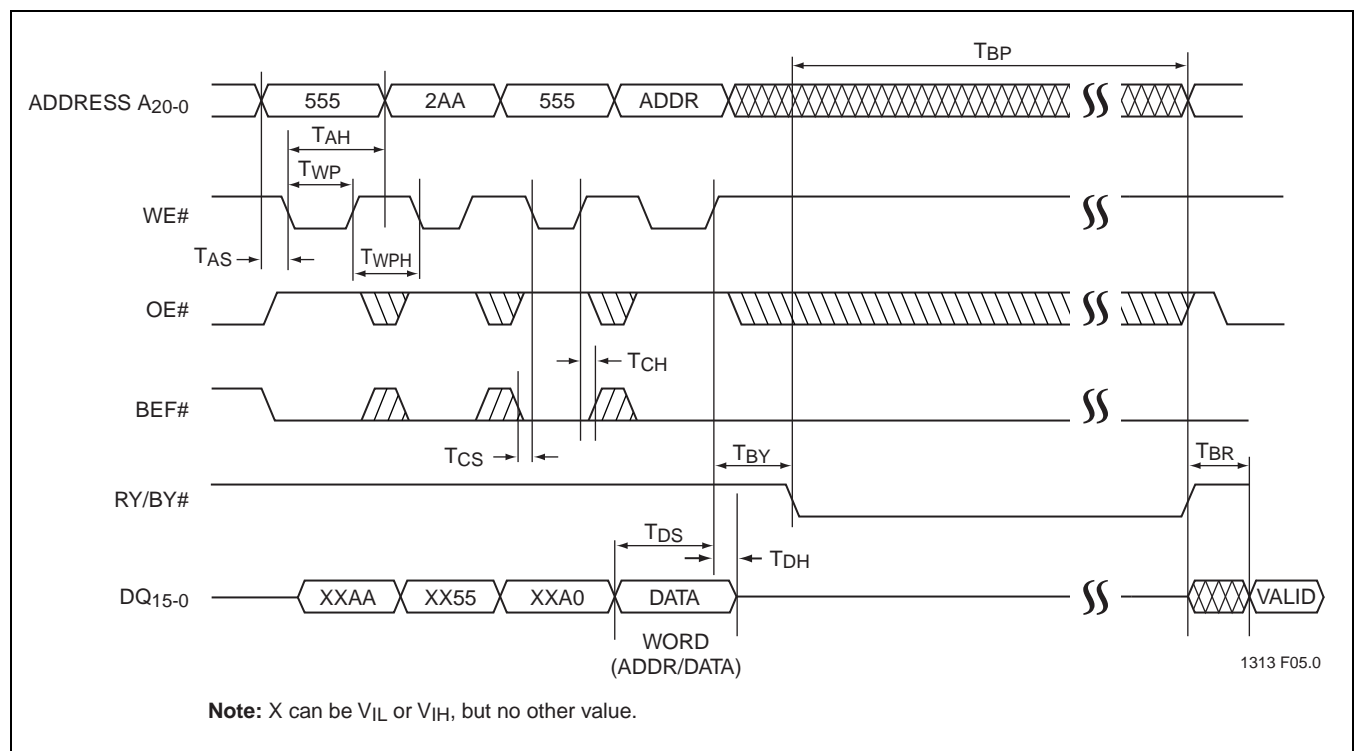 TBP
ADDRESS A20-0
555
2AA
555
ADDR
TAH
TWP
WE#
TAS
TWPH
OE#
TCH
BEF#
TCS
TBY
TBR
RY/BY#
TDS
TDH
DQ15-0
XXAA
XX55
XXA0
DATA
VALID
WORD
(ADDR/DATA)
1313 F05.0
Note: X can be VIL or VIH, but no other value.